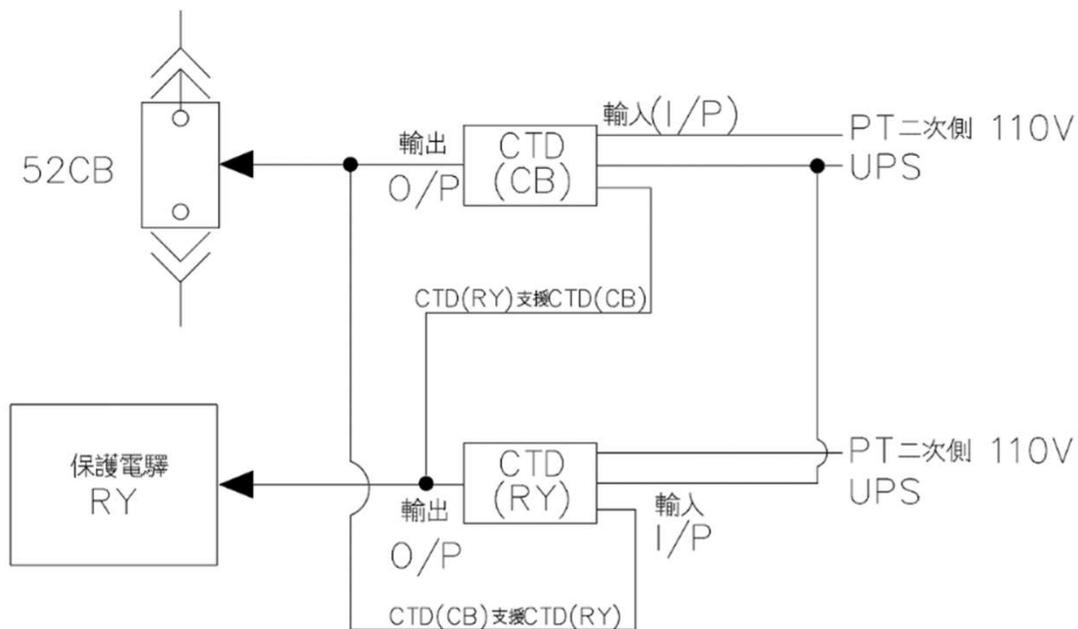 輸入(I/P)
PT二次側 110V
UPS
CTD
(CB)
輸出
O/P
52CB
CTD(RY)支援CTD(CB)
保護電驛
RY
CTD
(RY)
PT二次側 110V
UPS
輸出
O/P
輸入
I/P
CTD(CB)支援CTD(RY)